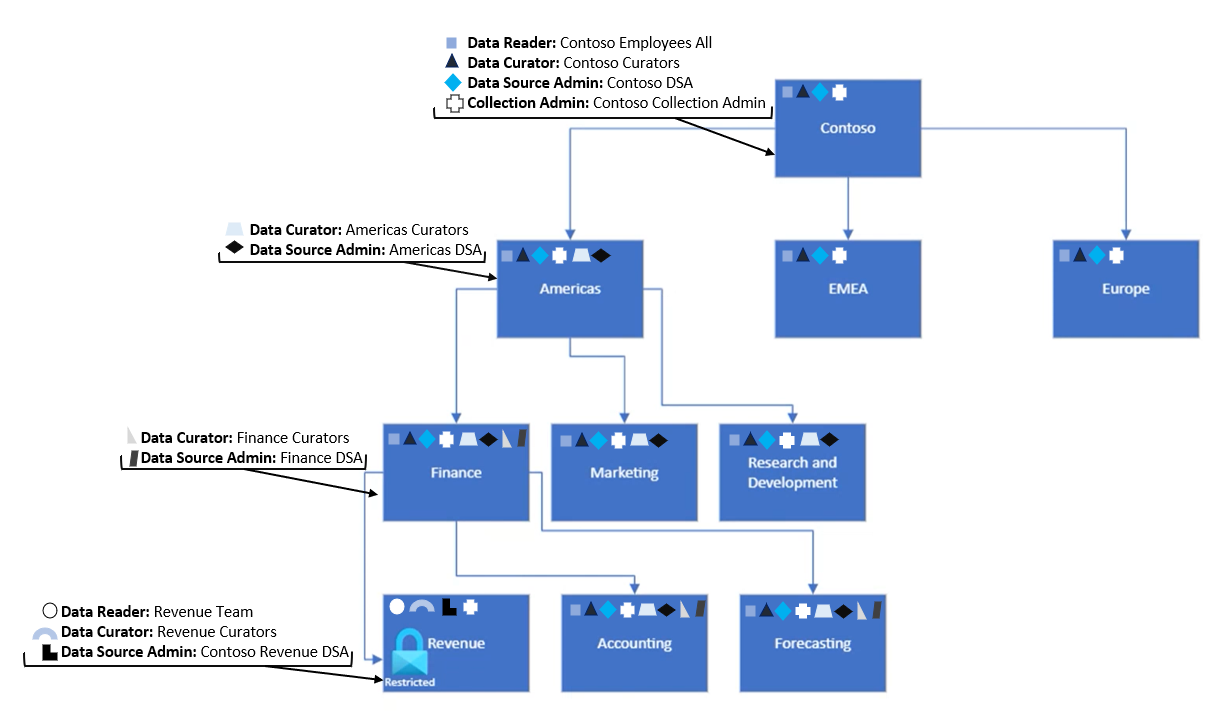 Data Reader: Contoso Employees All
Data Curator: Contoso Curators
Data Source Admin: Contoso DSA
Collection Admin: Contoso Collection Admin
Contoso
Data Curator: Americas Curators
Data Source Admin: Americas DSA
Americas
EMEA
Europe
Data Curator: Finance Curators
Data Source Admin: Finance DSA
Finance
Marketing
Research and
Development
Data Reader: Revenue Team
Data Curator: Revenue Curators
Data Source Admin: Contoso Revenue DSA
Revenue
Restricted
Accounting
Forecasting